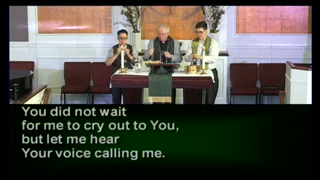 You did not wait
for me to cry out to You,
but let me hear
Your voice calling me.